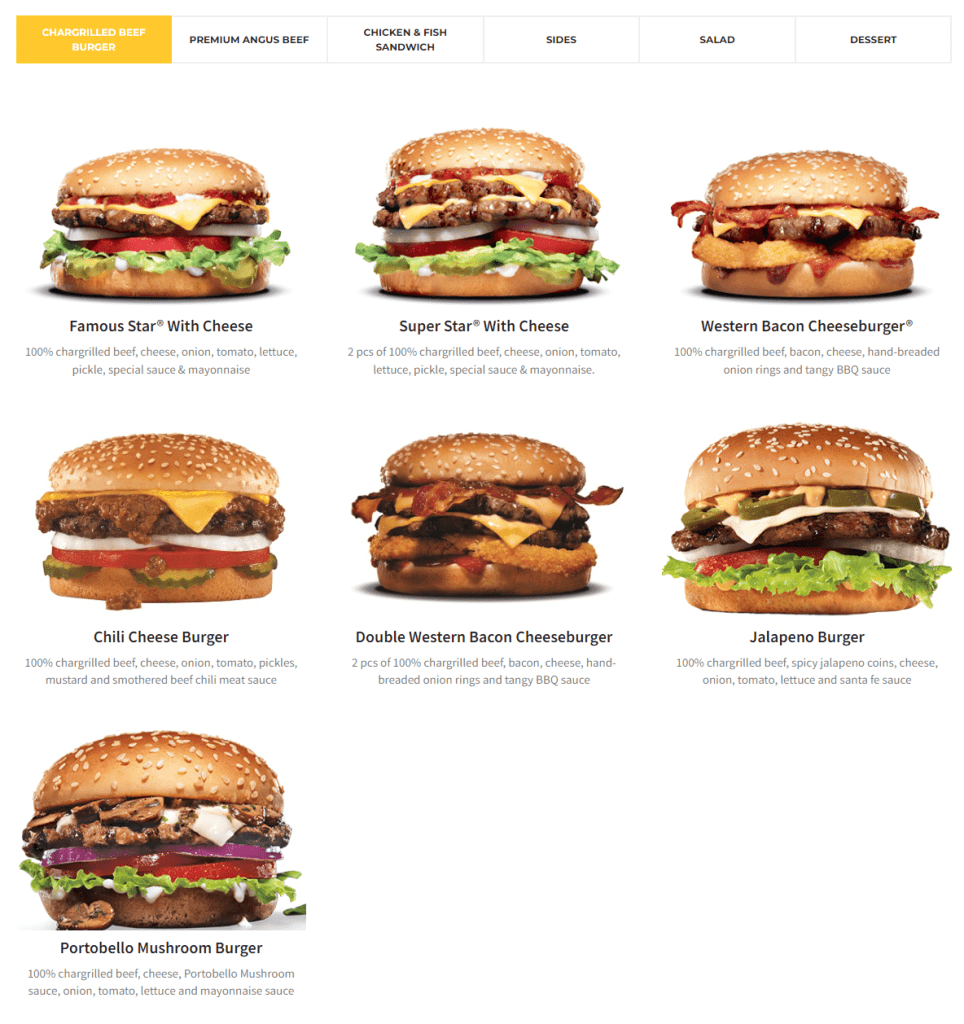 CHARGRILLED BEEF
BURGER
PREMIUM ANGUS BEEF
CHICKEN & FISH
SANDWICH
SIDES
SALAD
DESSERT
Famous Star® With Cheese
100% chargrilled beef, cheese, onion, tomato, lettuce,
pickle, special sauce & mayonnaise
Super Star® With Cheese
2 pcs of 100% chargrilled beef, cheese, onion, tomato,
lettuce, pickle, special sauce & mayonnaise.
Western Bacon Cheeseburger®
100% chargrilled beef, bacon, cheese, hand-breaded
onion rings and tangy BBQ sauce
Chili Cheese Burger
100% chargrilled beef, cheese, onion, tomato, pickles,
mustard and smothered beef chili meat sauce
Double Western Bacon Cheeseburger
2 pcs of 100% chargrilled beef, bacon, cheese, hand-
breaded onion rings and tangy BBQ sauce
Jalapeno Burger
100% chargrilled beef, spicy jalapeno coins, cheese,
onion, tomato, lettuce and santa fe sauce
Portobello Mushroom Burger
100% chargrilled beef, cheese, Portobello Mushroom
sauce, onion, tomato, lettuce and mayonnaise sauce